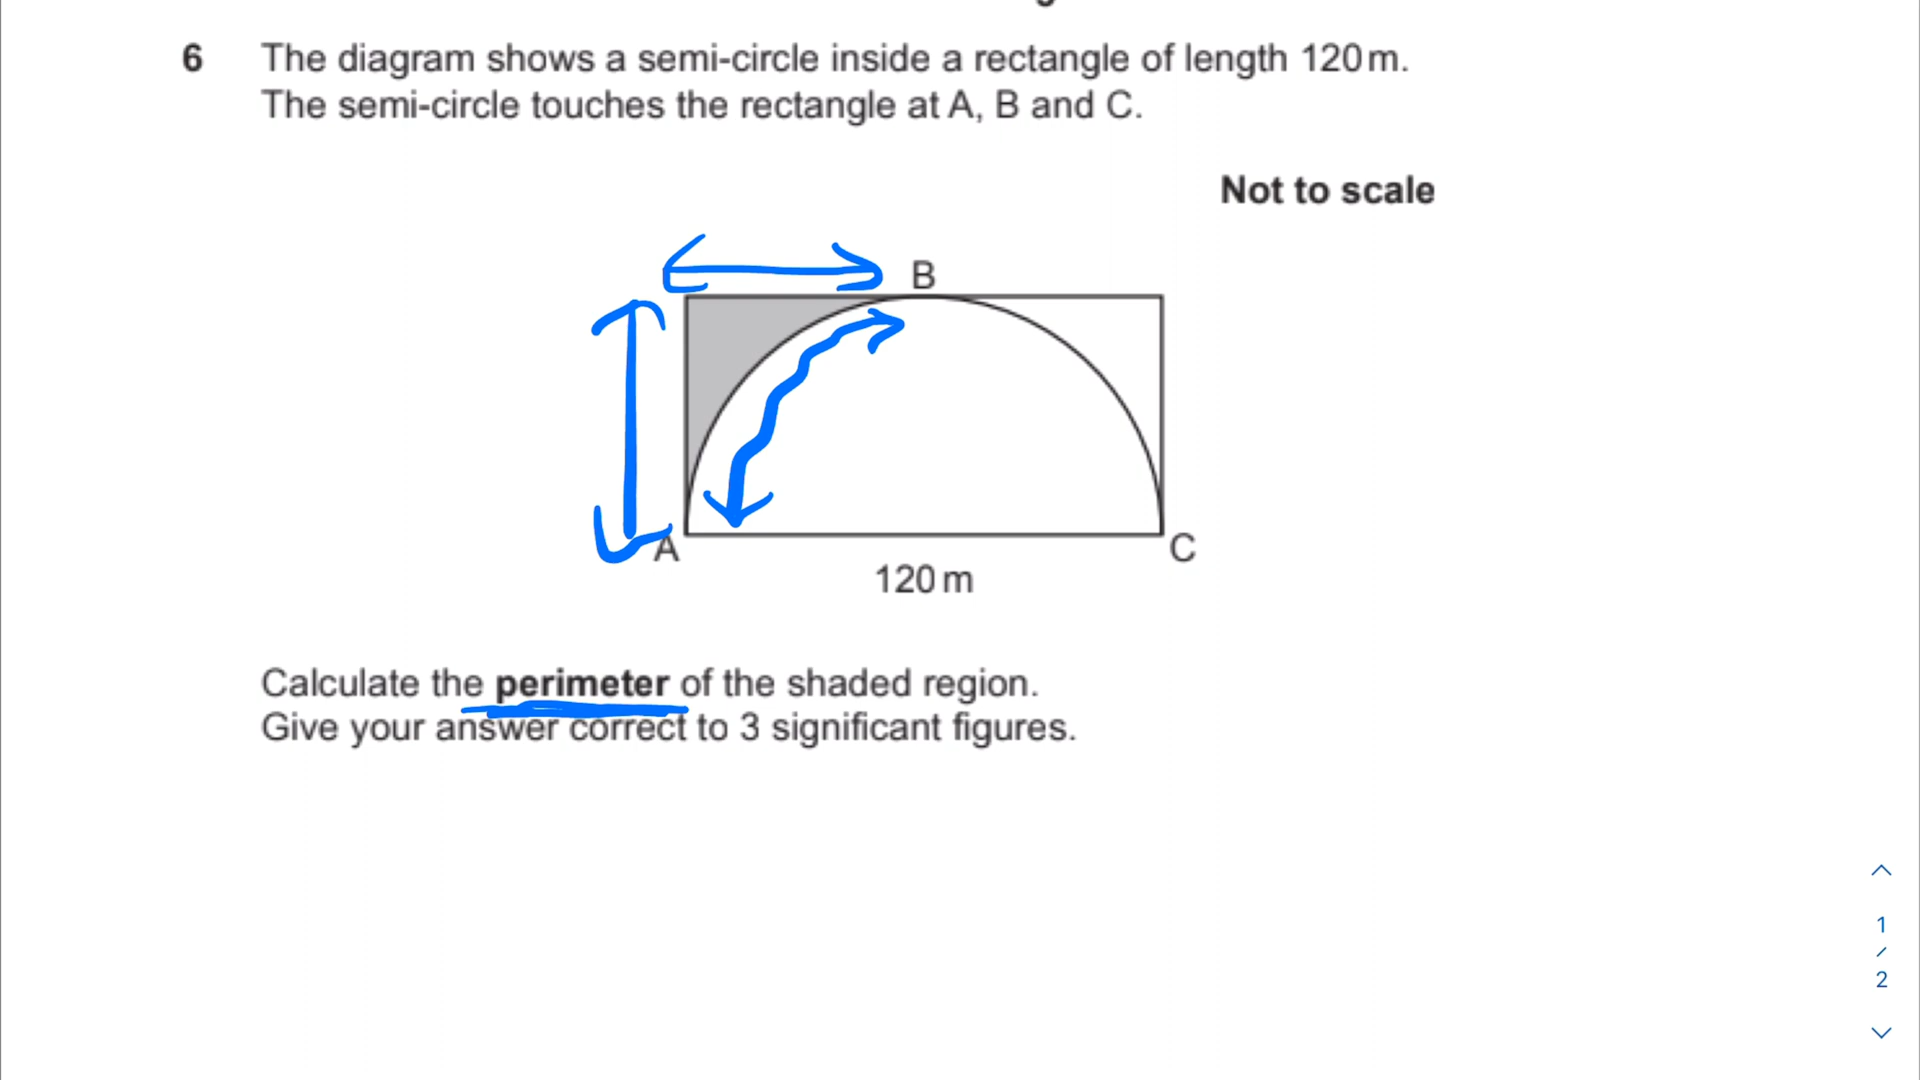 6 The diagram shows a semi-circle inside a rectangle of length 120 m.
The semi-circle touches the rectangle at A, B and C.
Not to scale
B
A
C
120 m
Calculate the perimeter of the shaded region.
Give your answer correct to 3 significant figures.
1
/
2